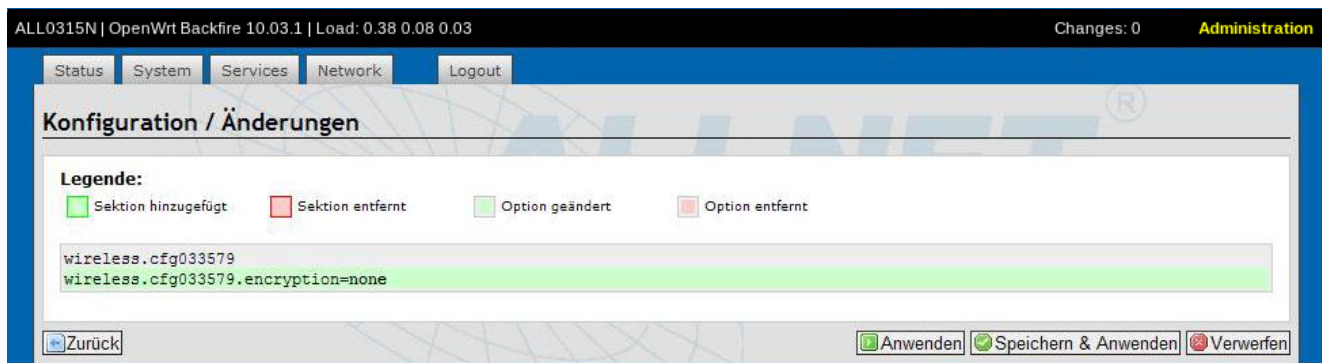 ALL0315N | OpenWrt Backfire 10.03.1 | Load: 0.38 0.08 0.03 Changes: 0 Administration
Status System Services Network Logout
ALLNET ®
Konfiguration / Änderungen
Legende:
Sektion hinzugefügt Sektion entfernt Option geändert Option entfernt
wireless.cfg033579
wireless.cfg033579.encryption=none
Zurück Anwenden Speichern & Anwenden Verwerfen